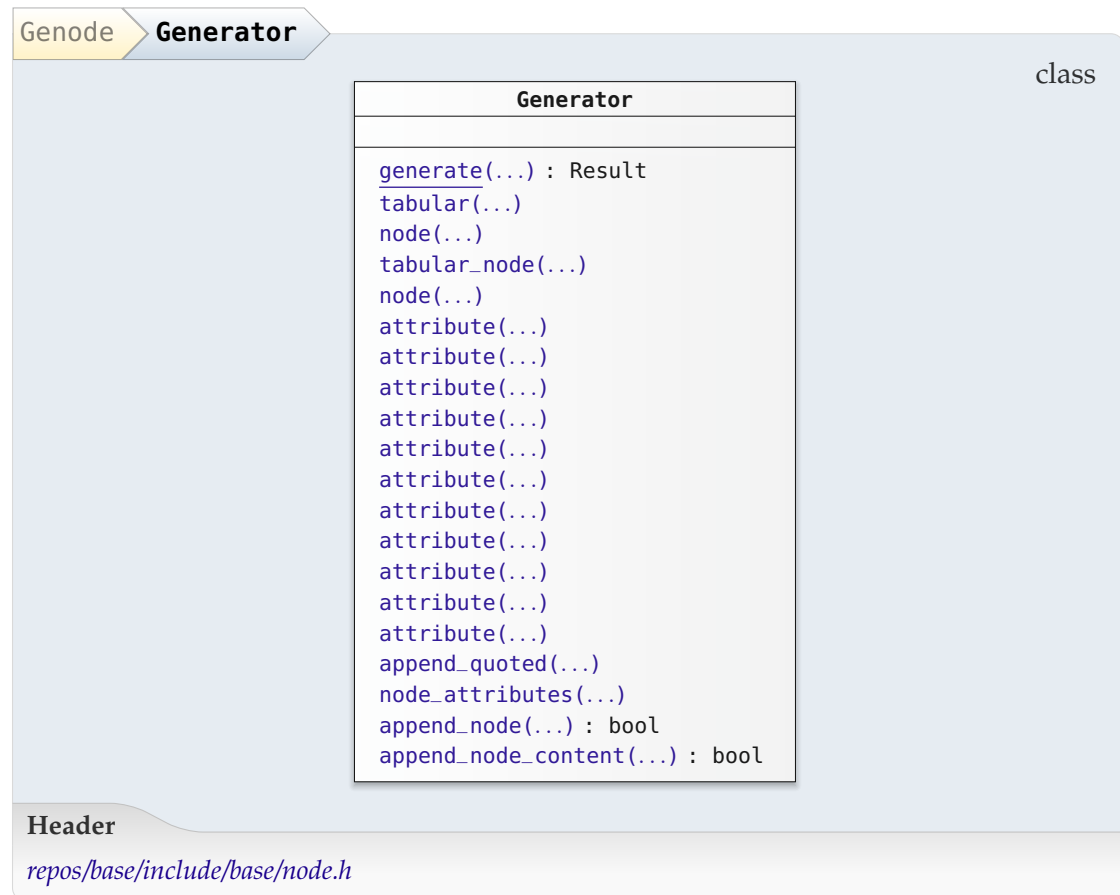 Genode Generator
class
Generator
generate(...) : Result
tabular(...)
node(...)
tabular_node(...)
node(...)
attribute(...)
attribute(...)
attribute(...)
attribute(...)
attribute(...)
attribute(...)
attribute(...)
attribute(...)
attribute(...)
attribute(...)
attribute(...)
append_quoted(...)
node_attributes(...)
append_node(...) : bool
append_node_content(...) : bool
Header
repos/base/include/base/node.h